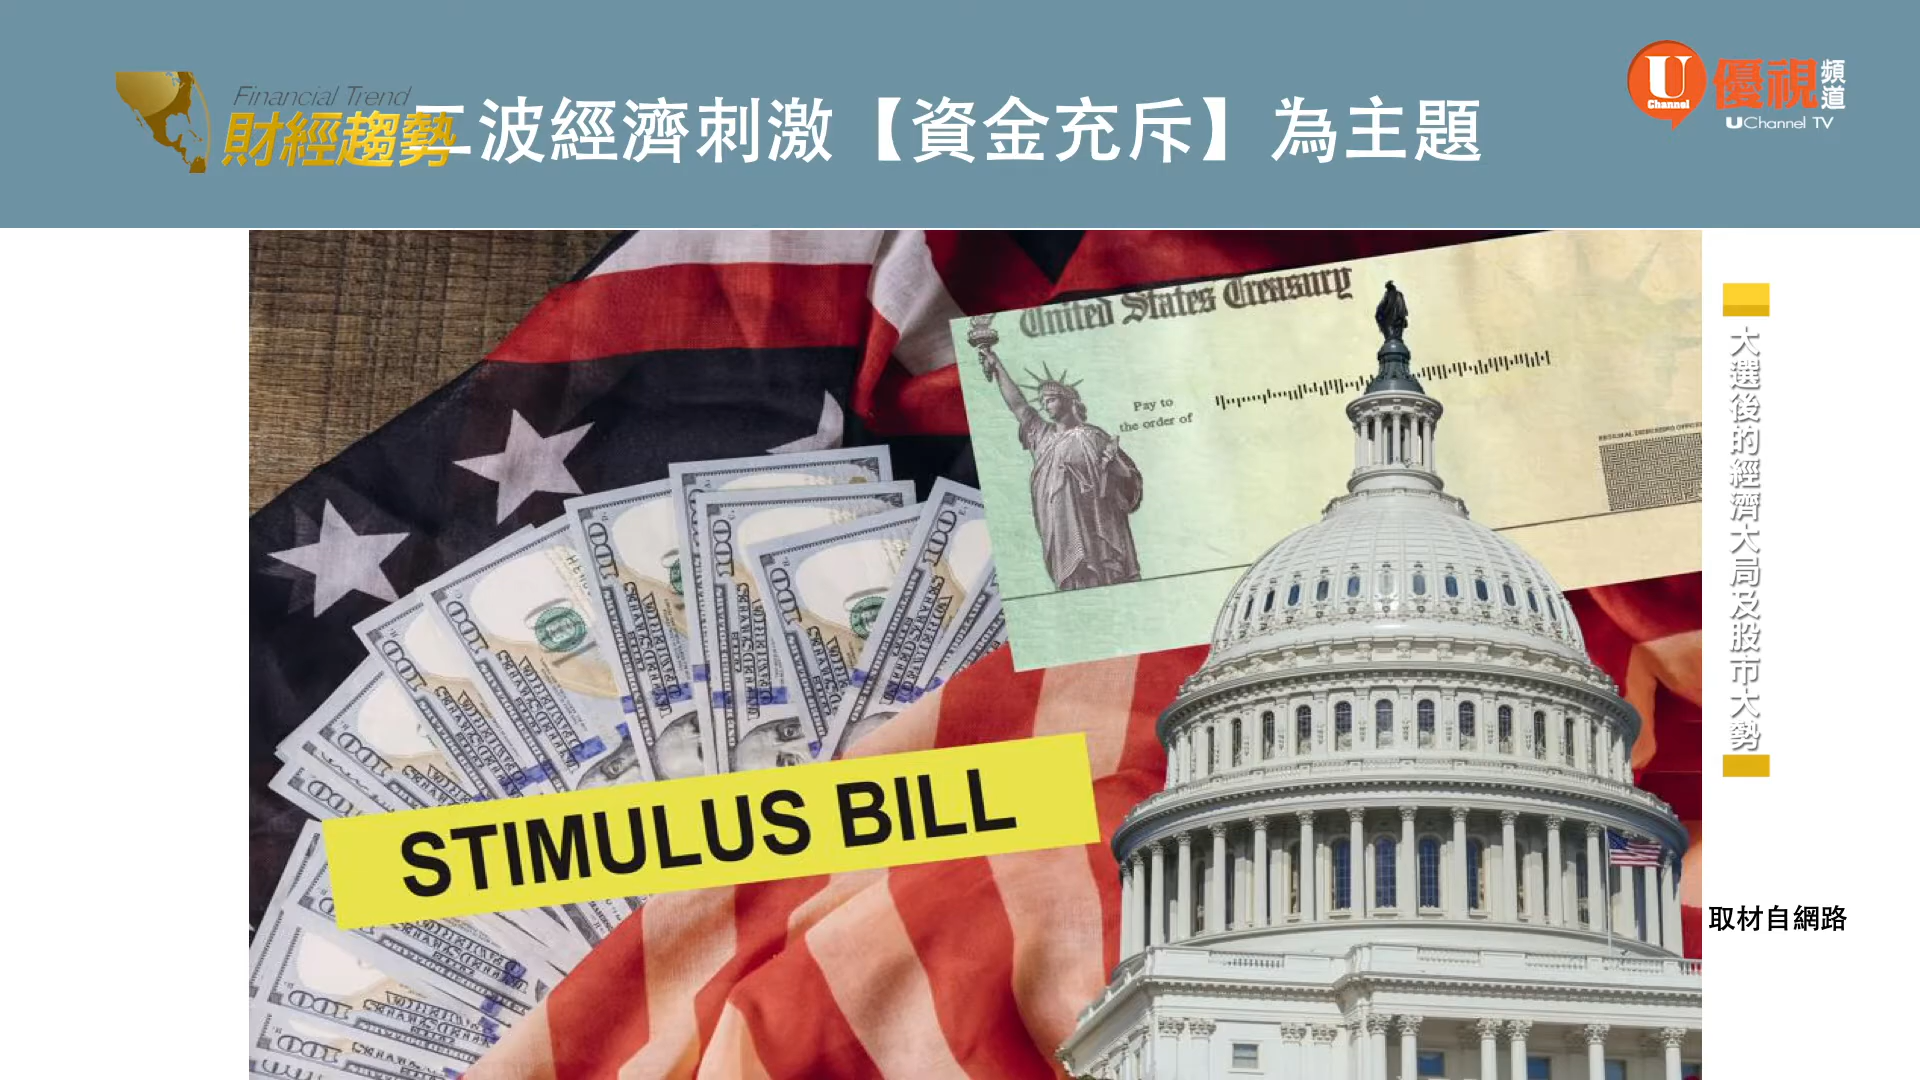 Financial Trend
財經趨勢
二波經濟刺激【資金充斥】為主題
U
Channel
優視
頻道
UChannel TV
United States Treasury
Pay to
the order of
大選後的經濟大局及股市大勢
STIMULUS BILL
取材自網路